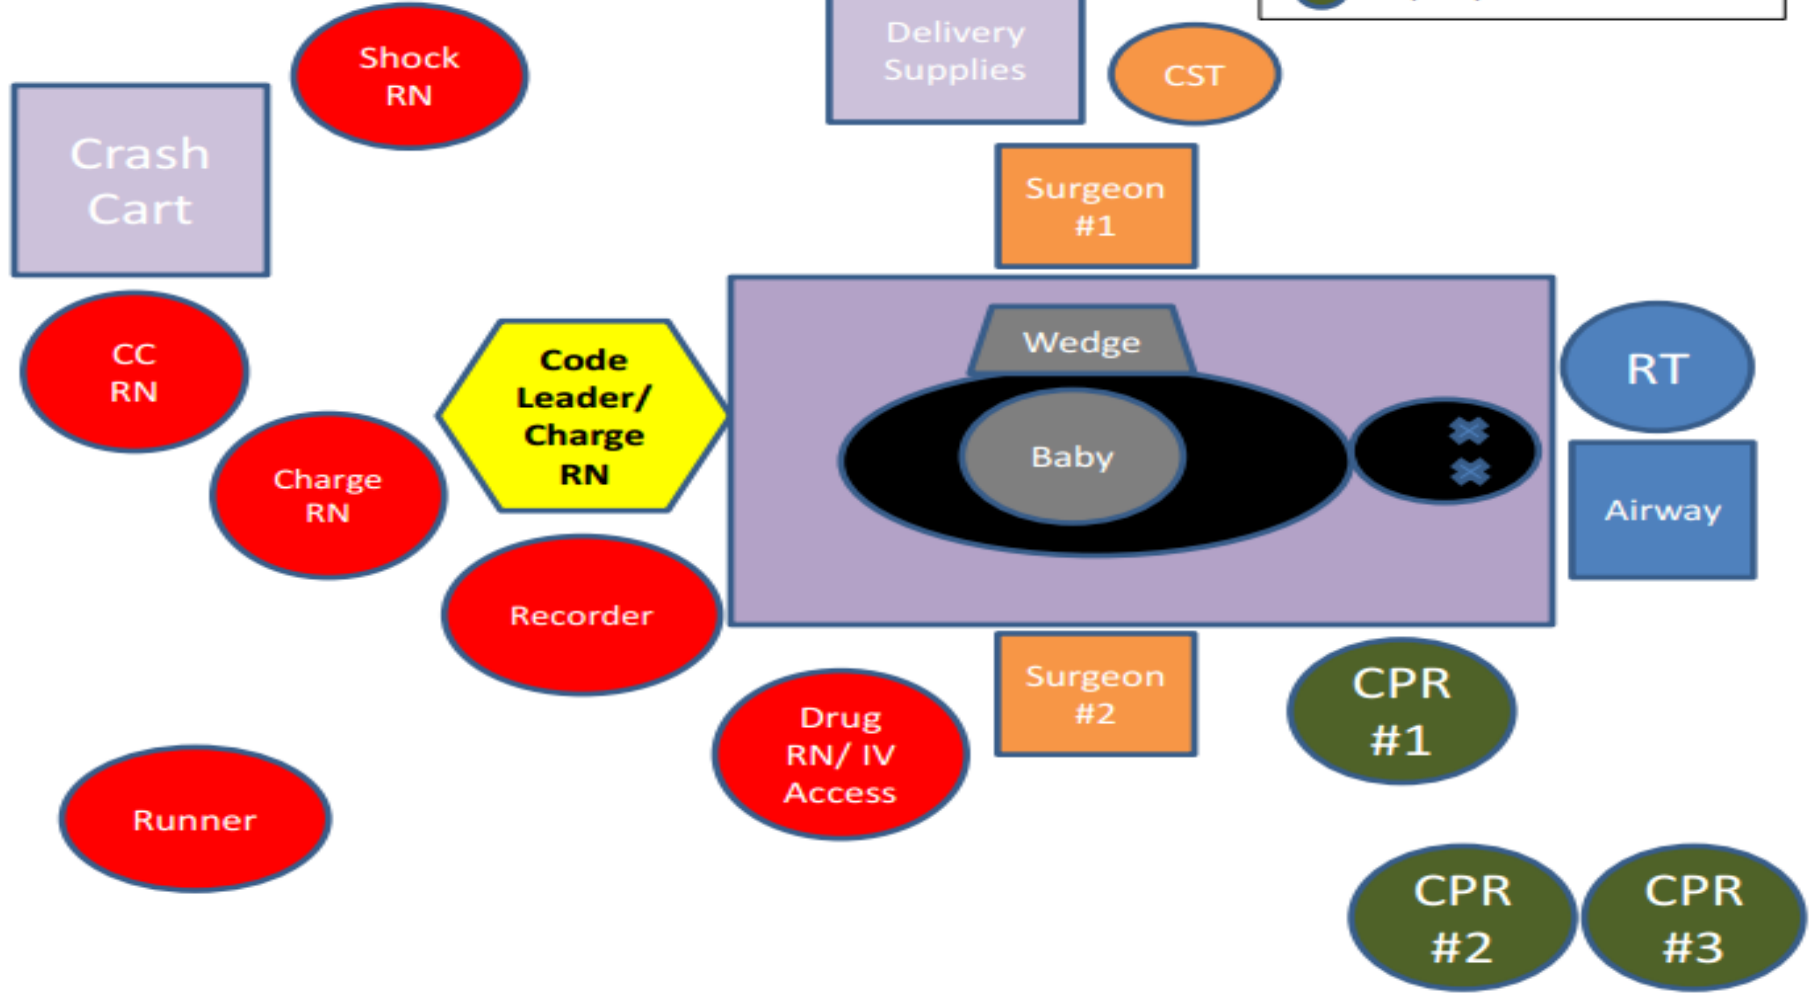 Delivery
Supplies
CST
Shock
RN
Crash
Cart
Surgeon
#1
CC
RN
Code
Leader/
Charge
RN
Wedge
RT
Charge
RN
Baby
Airway
Recorder
Surgeon
#2
CPR
#1
Drug
RN/ IV
Access
Runner
CPR
#2
CPR
#3